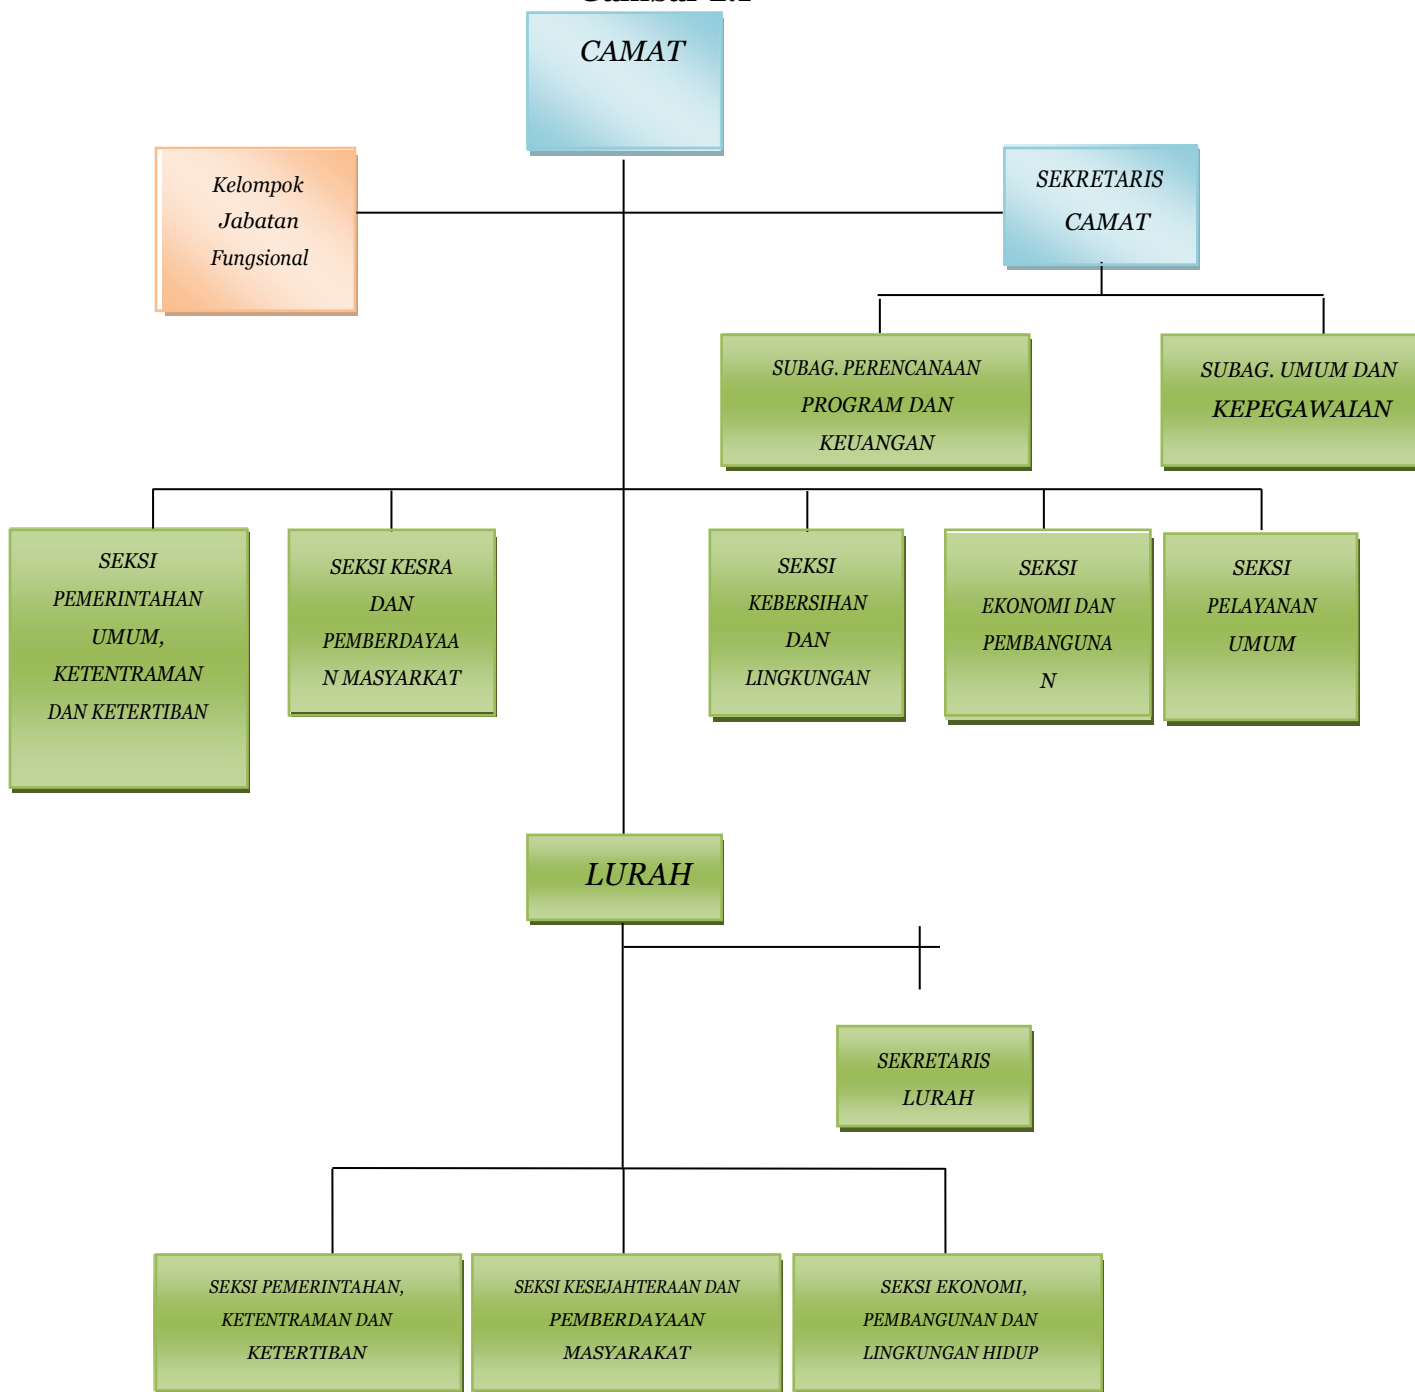 CAMAT
Kelompok
Jabatan
Fungsional
SEKRETARIS
CAMAT
SUBAG. PERENCANAAN
PROGRAM DAN
KEUANGAN
SUBAG. UMUM DAN
KEPEGAWAIAN
SEKSI
PEMERINTAHAN
UMUM,
KETENTRAMAN
DAN KETERTIBAN
SEKSI KESRA
DAN
PEMBERDAYAA
N MASYARKAT
SEKSI
KEBERSIHAN
DAN
LINGKUNGAN
SEKSI
EKONOMI DAN
PEMBANGUNA
N
SEKSI
PELAYANAN
UMUM
LURAH
SEKRETARIS
LURAH
SEKSI PEMERINTAHAN,
KETENTRAMAN DAN
KETERTIBAN
SEKSI KESEJAHTERAAN DAN
PEMBERDAYAAN
MASYARAKAT
SEKSI EKONOMI,
PEMBANGUNAN DAN
LINGKUNGAN HIDUP